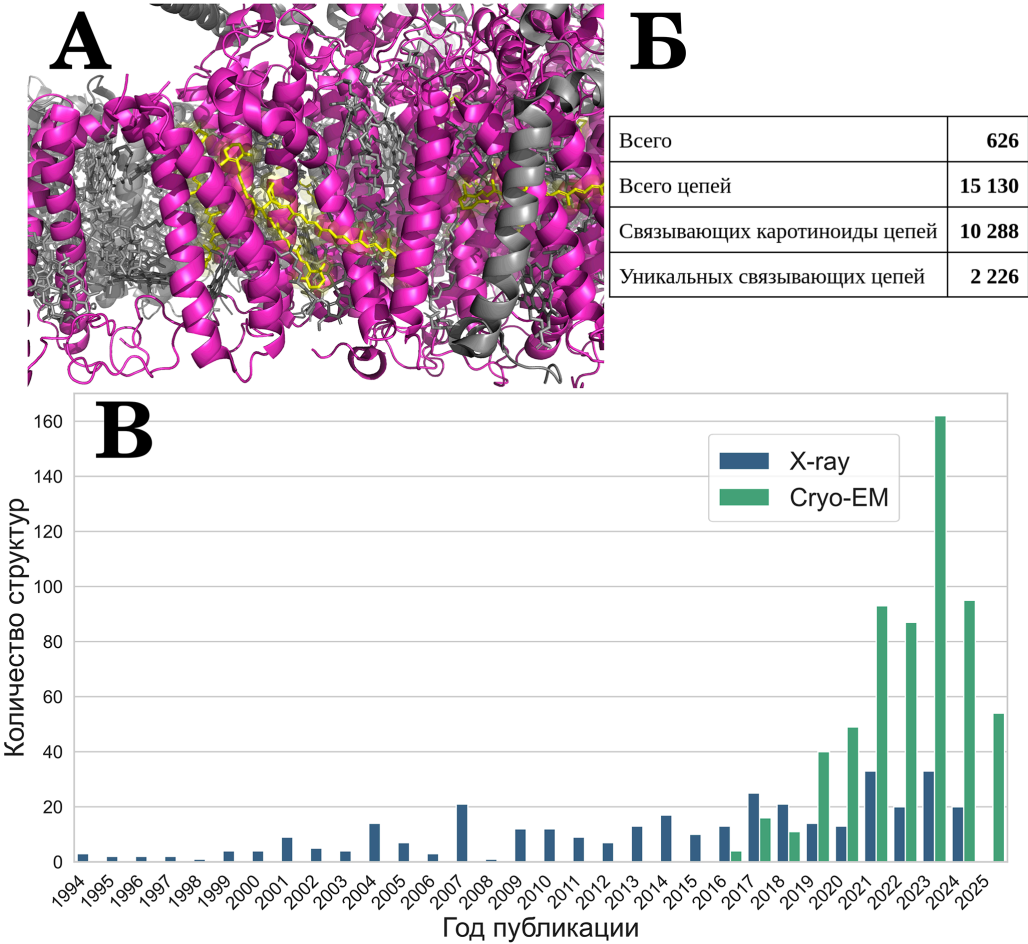 А
Б
Всего 626
Всего цепей 15 130
Связывающих каротиноиды цепей 10 288
Уникальных связывающих цепей 2 226
В
160
140
120
100
80
60
40
20
0
Количество структур
X-ray
Cryo-EM
1994 1995 1996 1997 1998 1999 2000 2001 2002 2003 2004 2005 2006 2007 2008 2009 2010 2011 2012 2013 2014 2015 2016 2017 2018 2019 2020 2021 2022 2023 2024 2025
Год публикации